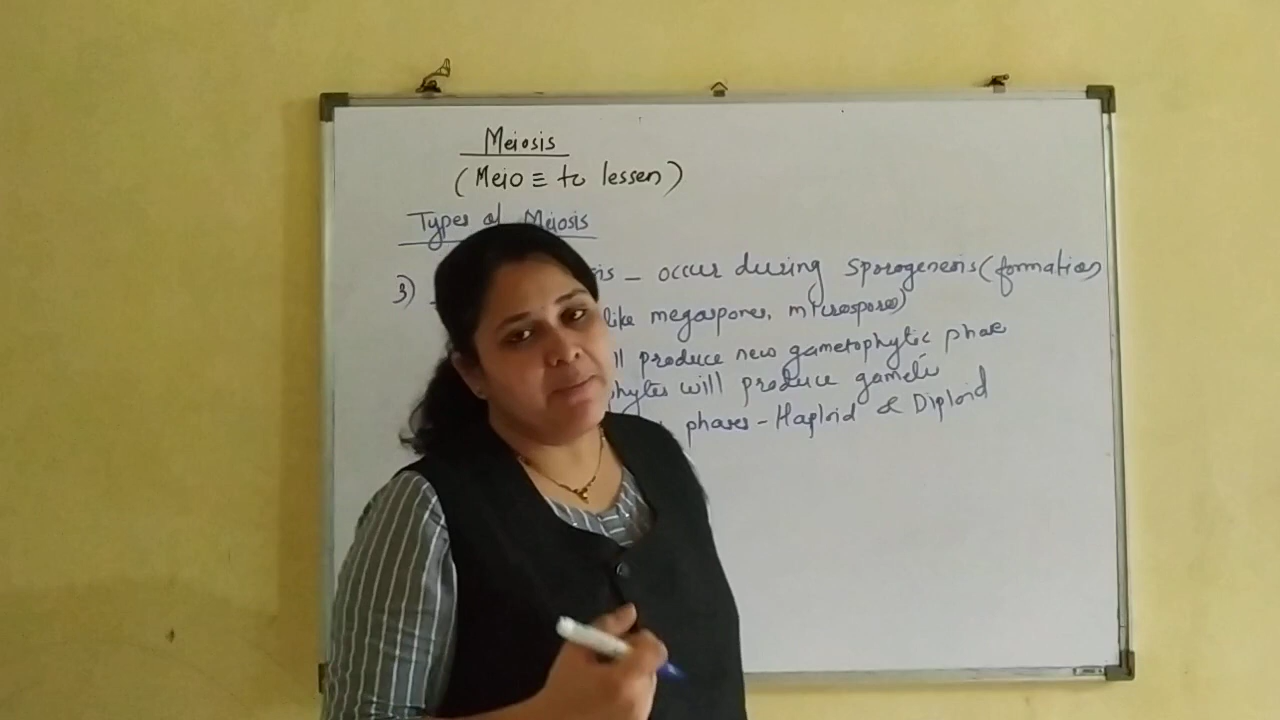 Meiosis
(Meio ≡ to lessen)
Types of Meiosis
3) is _ occur during sporogenesis (formation
like megaspores, microspores)
ll produce new gametophytic phase
phytes will produce gamete
phases - Haploid & Diploid